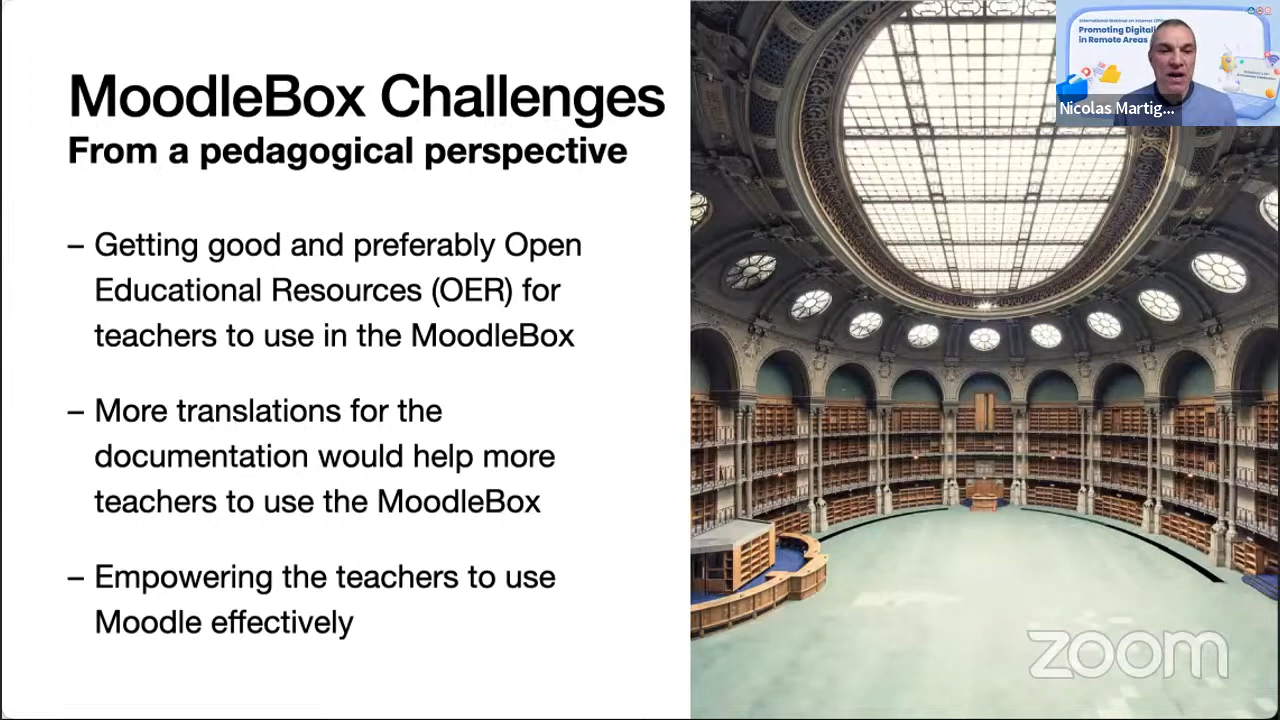 MoodleBox Challenges
From a pedagogical perspective
– Getting good and preferably Open
Educational Resources (OER) for
teachers to use in the MoodleBox
– More translations for the
documentation would help more
teachers to use the MoodleBox
– Empowering the teachers to use
Moodle effectively
Promoting Digitali
in Remote Areas
Nicolas Martig...
zoom